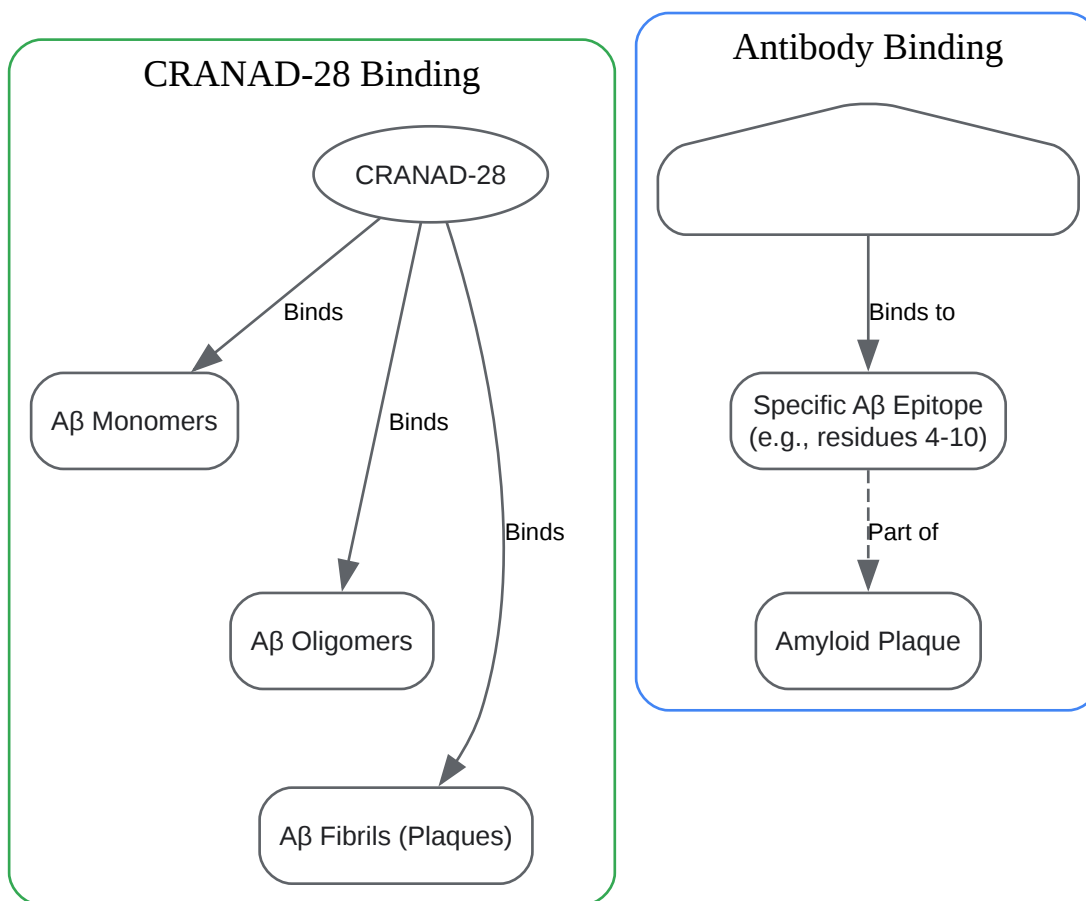 CRANAD-28 Binding
CRANAD-28
Binds
Aβ Monomers
Binds
Binds
Aβ Oligomers
Aβ Fibrils (Plaques)
Antibody Binding
Binds to
Specific Aβ Epitope
(e.g., residues 4-10)
Part of
Amyloid Plaque